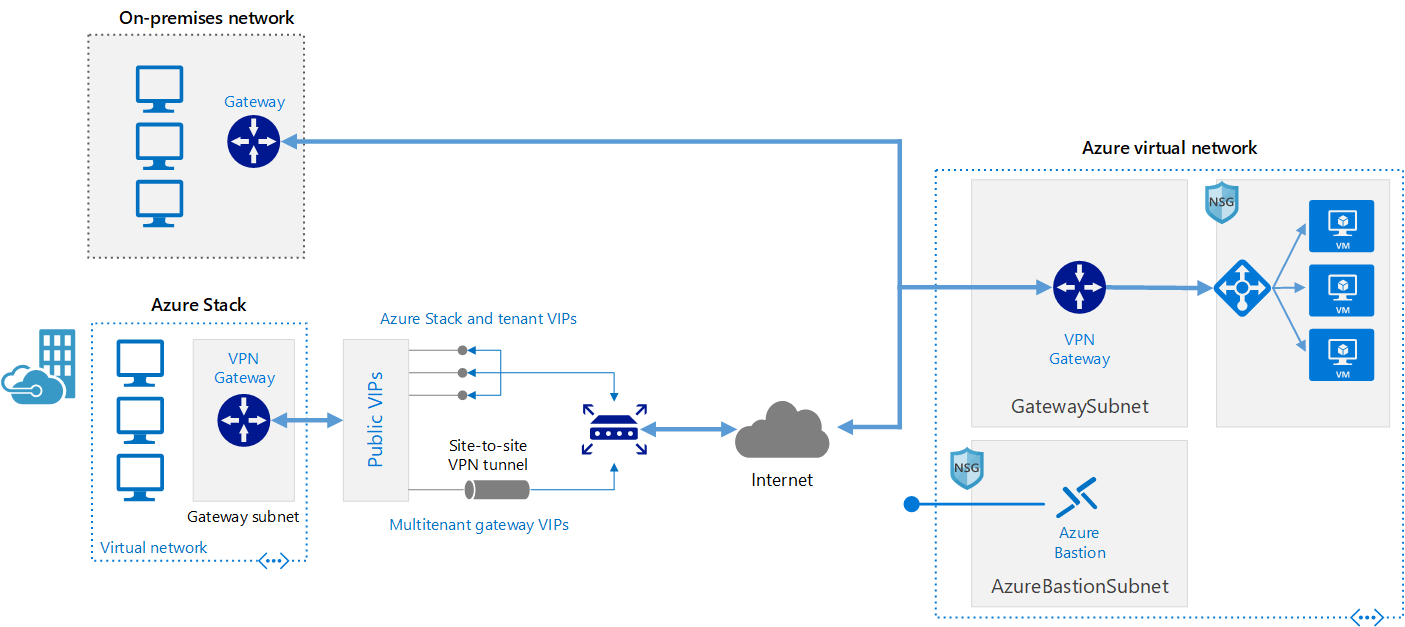 On-premises network
Gateway
Azure virtual network
NSG
VM
VM
VM
VPN
Gateway
GatewaySubnet
Azure Stack
VPN
Gateway
Gateway subnet
Virtual network
Azure Stack and tenant VIPs
Public VIPs
Site-to-site
VPN tunnel
Multitenant gateway VIPs
Internet
NSG
Azure
Bastion
AzureBastionSubnet